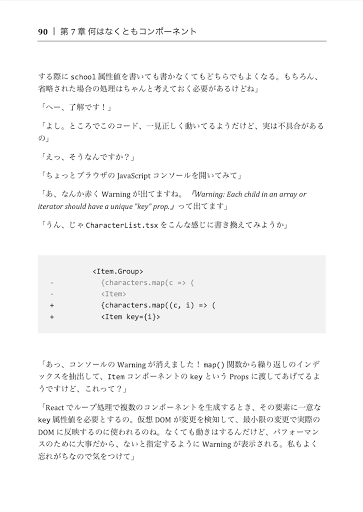 90 | 第 7 章 何はなくともコンポーネント
する際に school 属性値を書いても書かなくてもどちらでもよくなる。もちろん、
省略された場合の処理はちゃんと考えておく必要があるけどね」
「へー、了解です！」
「よし。ところでこのコード、一見正しく動いてるようだけど、実は不具合がある
の」
「えっ、そうなんですか？」
「ちょっとブラウザの JavaScript コンソールを開いてみて」
「あ、なんか赤く Warning が出てますね。『Warning: Each child in an array or
iterator should have a unique "key" prop.』って出てます」
「うん、じゃ CharacterList.tsx をこんな感じに書き換えてみようか」
<Item.Group>
- {characters.map(c => (
- <Item>
+ {characters.map((c, i) => (
+ <Item key={i}>
「あっ、コンソールの Warning が消えました！ map() 関数から繰り返しのインデ
ックスを抽出して、Item コンポーネントの key という Props に渡してあげてるよ
うですけど、これって？」
「React でループ処理で複数のコンポーネントを生成するとき、その要素に一意な
key 属性値を必要とするの。仮想 DOM が変更を検知して、最小限の変更で実際の
DOM に反映するのに使われるのね。なくても動きはするんだけど、パフォーマン
スのために大事だから、ないと指定するように Warning が表示される。私もよく
忘れがちなので気をつけて」